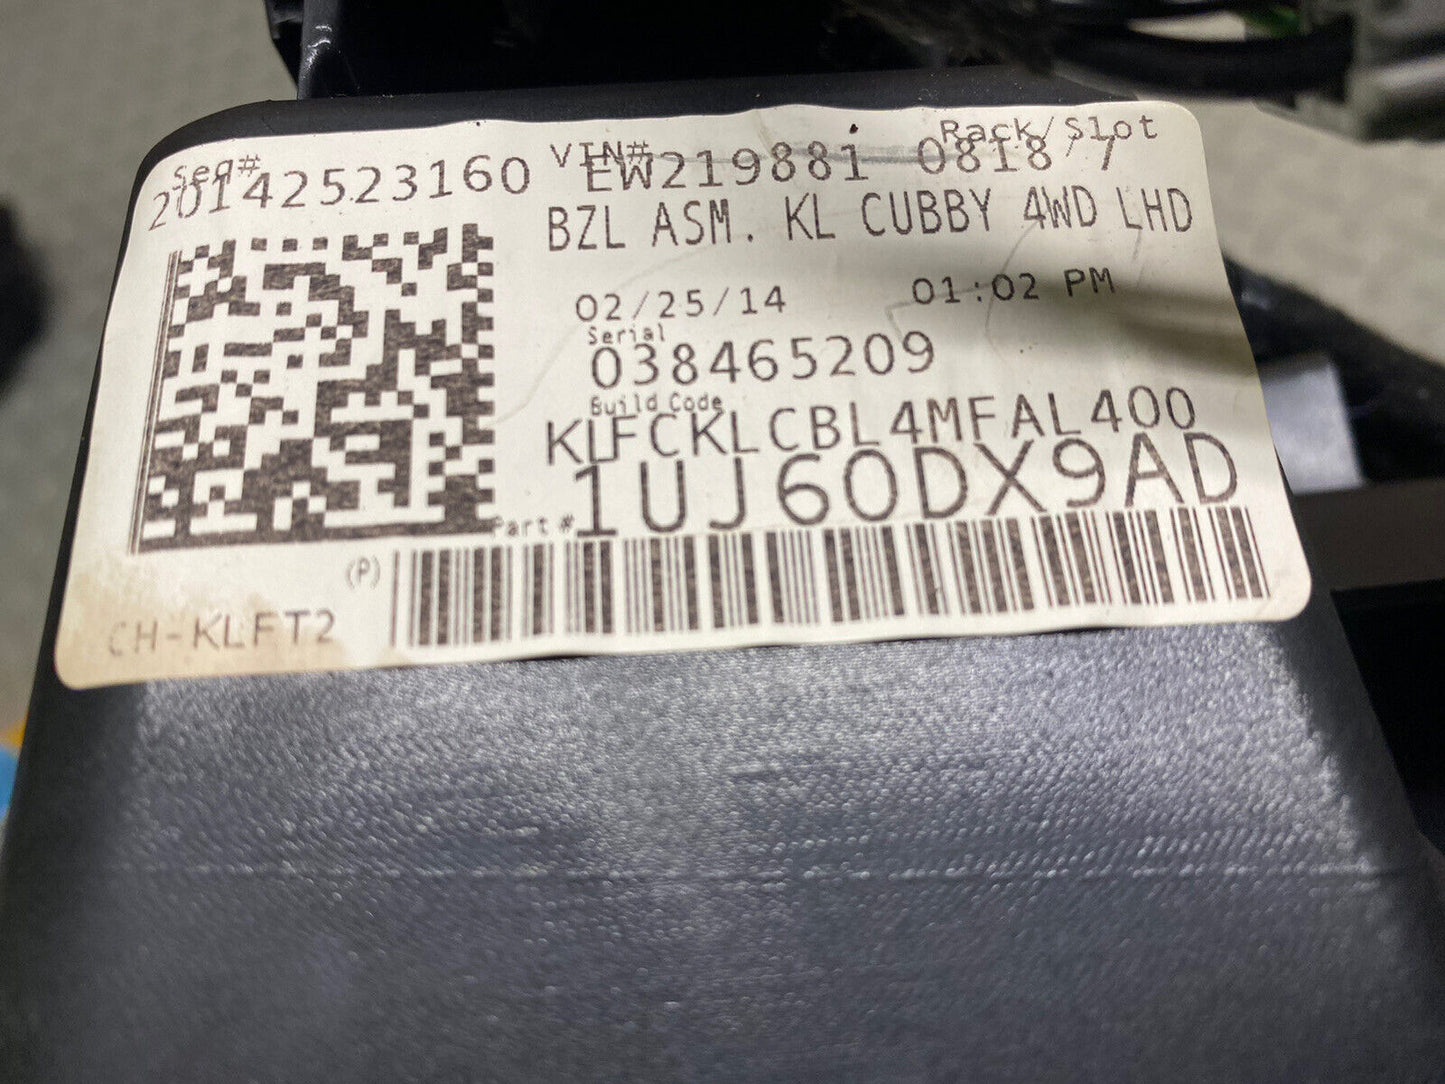 Seq# VIN# Rack/Slot
20142523160 EW219881 0818 7
BZL ASM. KL CUBBY 4WD LHD
02/25/14 01:02 PM
Serial
038465209
Build Code
KLFCKLCBL4MFAL400
Part # 1UJ60DX9AD
(P)
CH-KLFT2